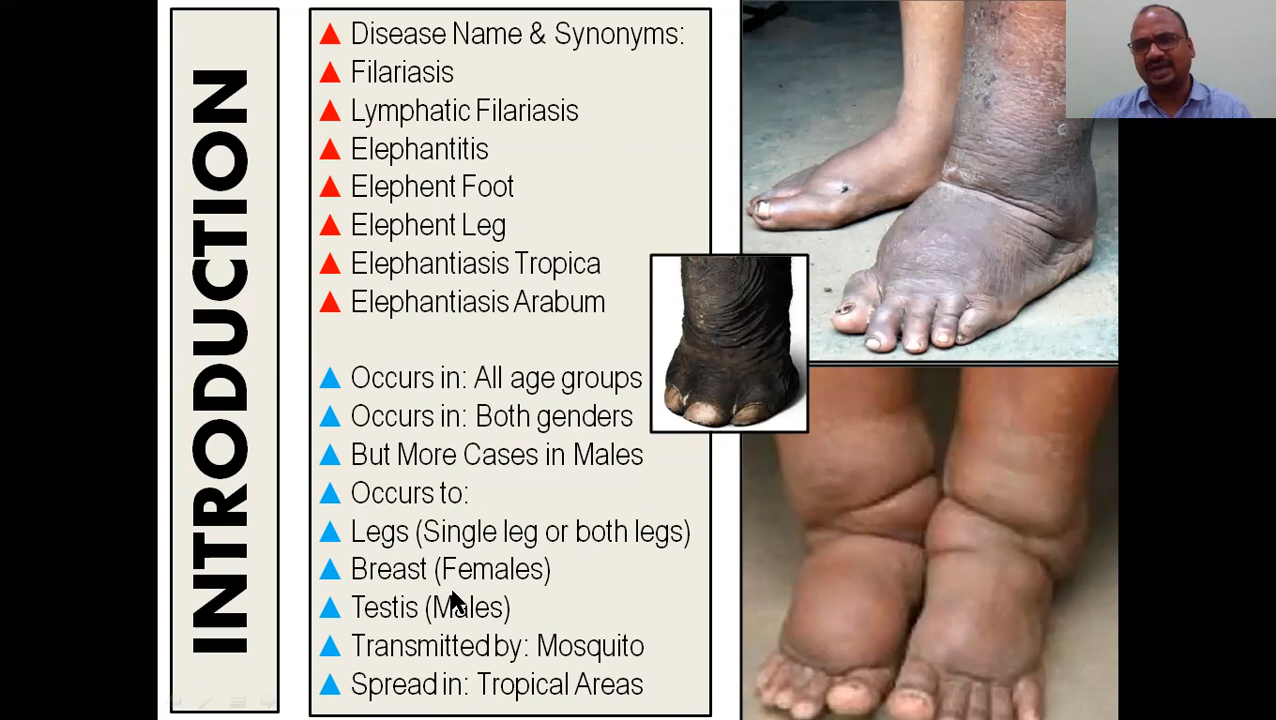 INTRODUCTION
Disease Name & Synonyms:
Filariasis
Lymphatic Filariasis
Elephantitis
Elephent Foot
Elephent Leg
Elephantiasis Tropica
Elephantiasis Arabum
Occurs in: All age groups
Occurs in: Both genders
But More Cases in Males
Occurs to:
Legs (Single leg or both legs)
Breast (Females)
Testis (Males)
Transmitted by: Mosquito
Spread in: Tropical Areas